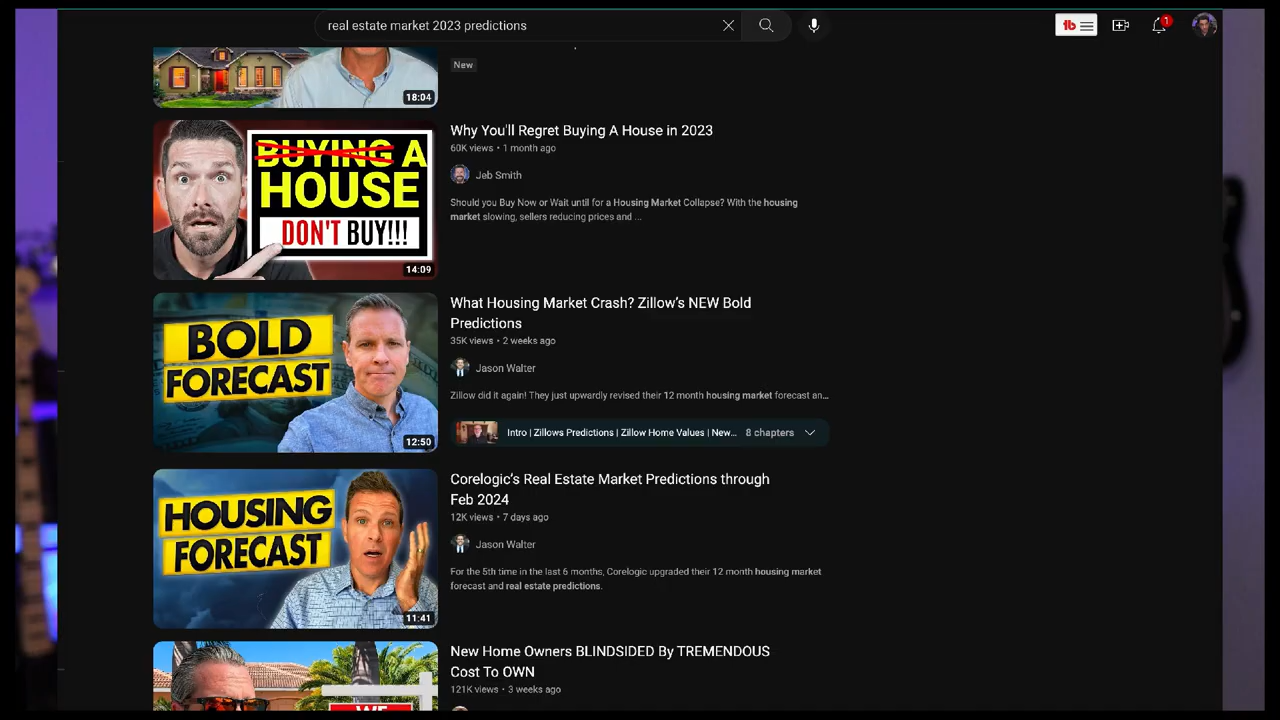 real estate market 2023 predictions
1
New
18:04
Why You'll Regret Buying A House in 2023
60K views • 1 month ago
Jeb Smith
Should you Buy Now or Wait until for a Housing Market Collapse? With the housing
market slowing, sellers reducing prices and ...
BUYING A
HOUSE
DON'T BUY!!!
14:09
What Housing Market Crash? Zillow's NEW Bold
Predictions
35K views • 2 weeks ago
Jason Walter
Zillow did it again! They just upwardly revised their 12 month housing market forecast an...
Intro | Zillows Predictions | Zillow Home Values | New... 8 chapters
BOLD
FORECAST
12:50
Corelogic's Real Estate Market Predictions through
Feb 2024
12K views • 7 days ago
Jason Walter
For the 5th time in the last 6 months, Corelogic upgraded their 12 month housing market
forecast and real estate predictions.
HOUSING
FORECAST
11:41
New Home Owners BLINDSIDED By TREMENDOUS
Cost To OWN
121K views • 3 weeks ago